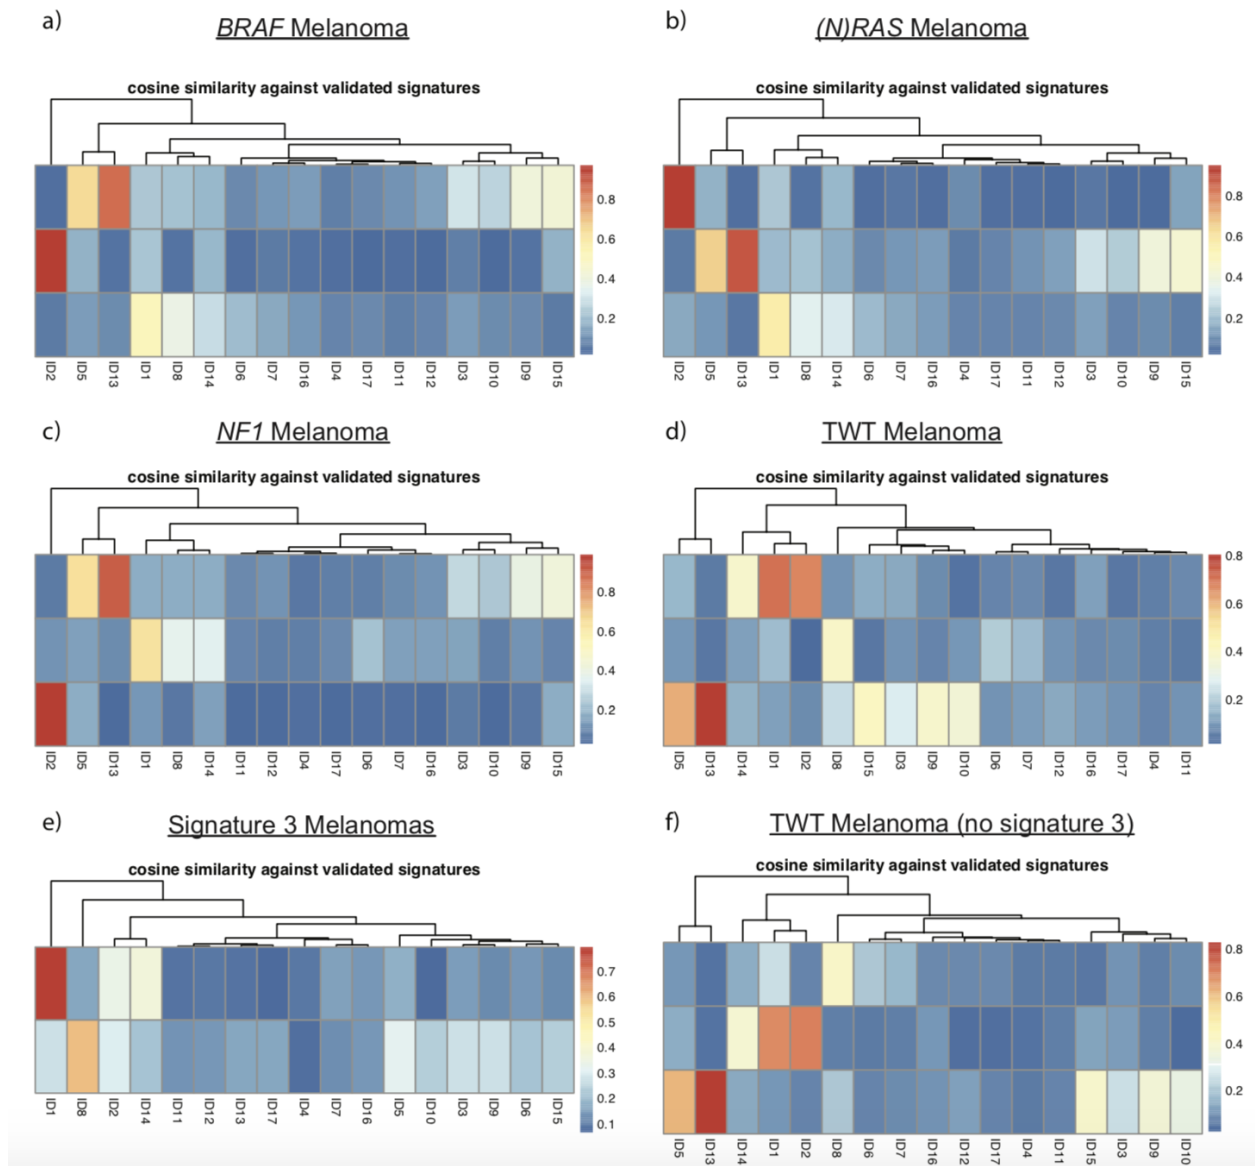 a)
BRAF Melanoma
cosine similarity against validated signatures
0.8
0.6
0.4
0.2
ID2 ID5 ID13 ID1 ID8 ID14 ID6 ID7 ID16 ID4 ID17 ID11 ID12 ID3 ID10 ID9 ID15
b)
(N)RAS Melanoma
cosine similarity against validated signatures
0.8
0.6
0.4
0.2
ID2 ID5 ID13 ID1 ID8 ID14 ID6 ID7 ID16 ID4 ID17 ID11 ID12 ID3 ID10 ID9 ID15
c)
NF1 Melanoma
cosine similarity against validated signatures
0.8
0.6
0.4
0.2
ID2 ID5 ID13 ID1 ID8 ID14 ID11 ID12 ID4 ID17 ID6 ID7 ID16 ID3 ID10 ID9 ID15
d)
TWT Melanoma
cosine similarity against validated signatures
0.8
0.6
0.4
0.2
ID5 ID13 ID14 ID1 ID2 ID8 ID15 ID3 ID9 ID10 ID6 ID7 ID12 ID16 ID17 ID4 ID11
e)
Signature 3 Melanomas
cosine similarity against validated signatures
0.7
0.6
0.5
0.4
0.3
0.2
0.1
ID1 ID8 ID2 ID14 ID11 ID12 ID13 ID17 ID4 ID7 ID16 ID5 ID10 ID3 ID9 ID6 ID15
f)
TWT Melanoma (no signature 3)
cosine similarity against validated signatures
0.8
0.6
0.4
0.2
ID5 ID13 ID14 ID1 ID2 ID8 ID6 ID7 ID16 ID12 ID17 ID4 ID11 ID15 ID3 ID9 ID10